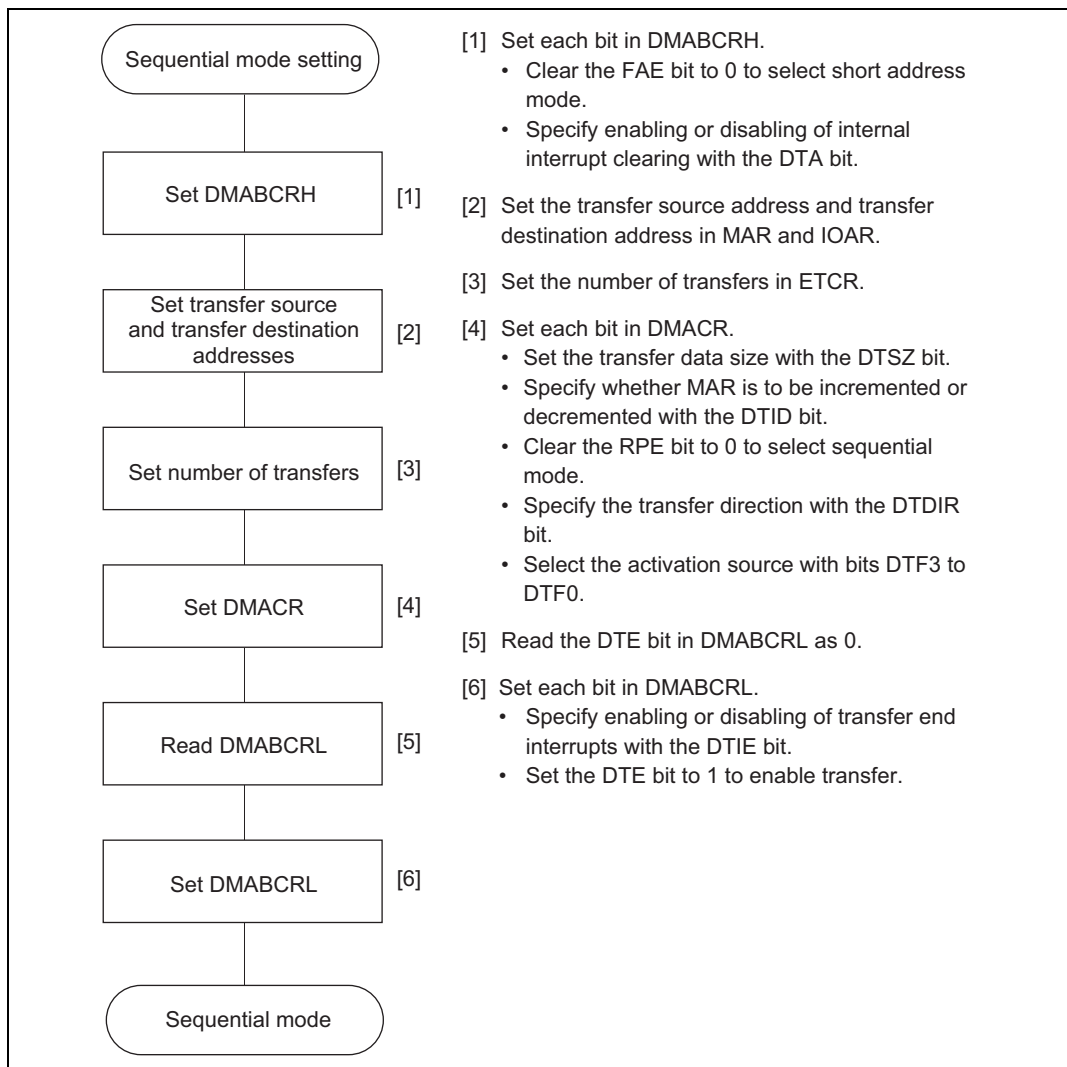 Sequential mode setting
Set DMABCRH
[1]
Set transfer source
and transfer destination
addresses
[2]
Set number of transfers
[3]
Set DMACR
[4]
Read DMABCRL
[5]
Set DMABCRL
[6]
Sequential mode
[1] Set each bit in DMABCRH.
• Clear the FAE bit to 0 to select short address
mode.
• Specify enabling or disabling of internal
interrupt clearing with the DTA bit.
[2] Set the transfer source address and transfer
destination address in MAR and IOAR.
[3] Set the number of transfers in ETCR.
[4] Set each bit in DMACR.
• Set the transfer data size with the DTSZ bit.
• Specify whether MAR is to be incremented or
decremented with the DTID bit.
• Clear the RPE bit to 0 to select sequential
mode.
• Specify the transfer direction with the DTDIR
bit.
• Select the activation source with bits DTF3 to
DTF0.
[5] Read the DTE bit in DMABCRL as 0.
[6] Set each bit in DMABCRL.
• Specify enabling or disabling of transfer end
interrupts with the DTIE bit.
• Set the DTE bit to 1 to enable transfer.